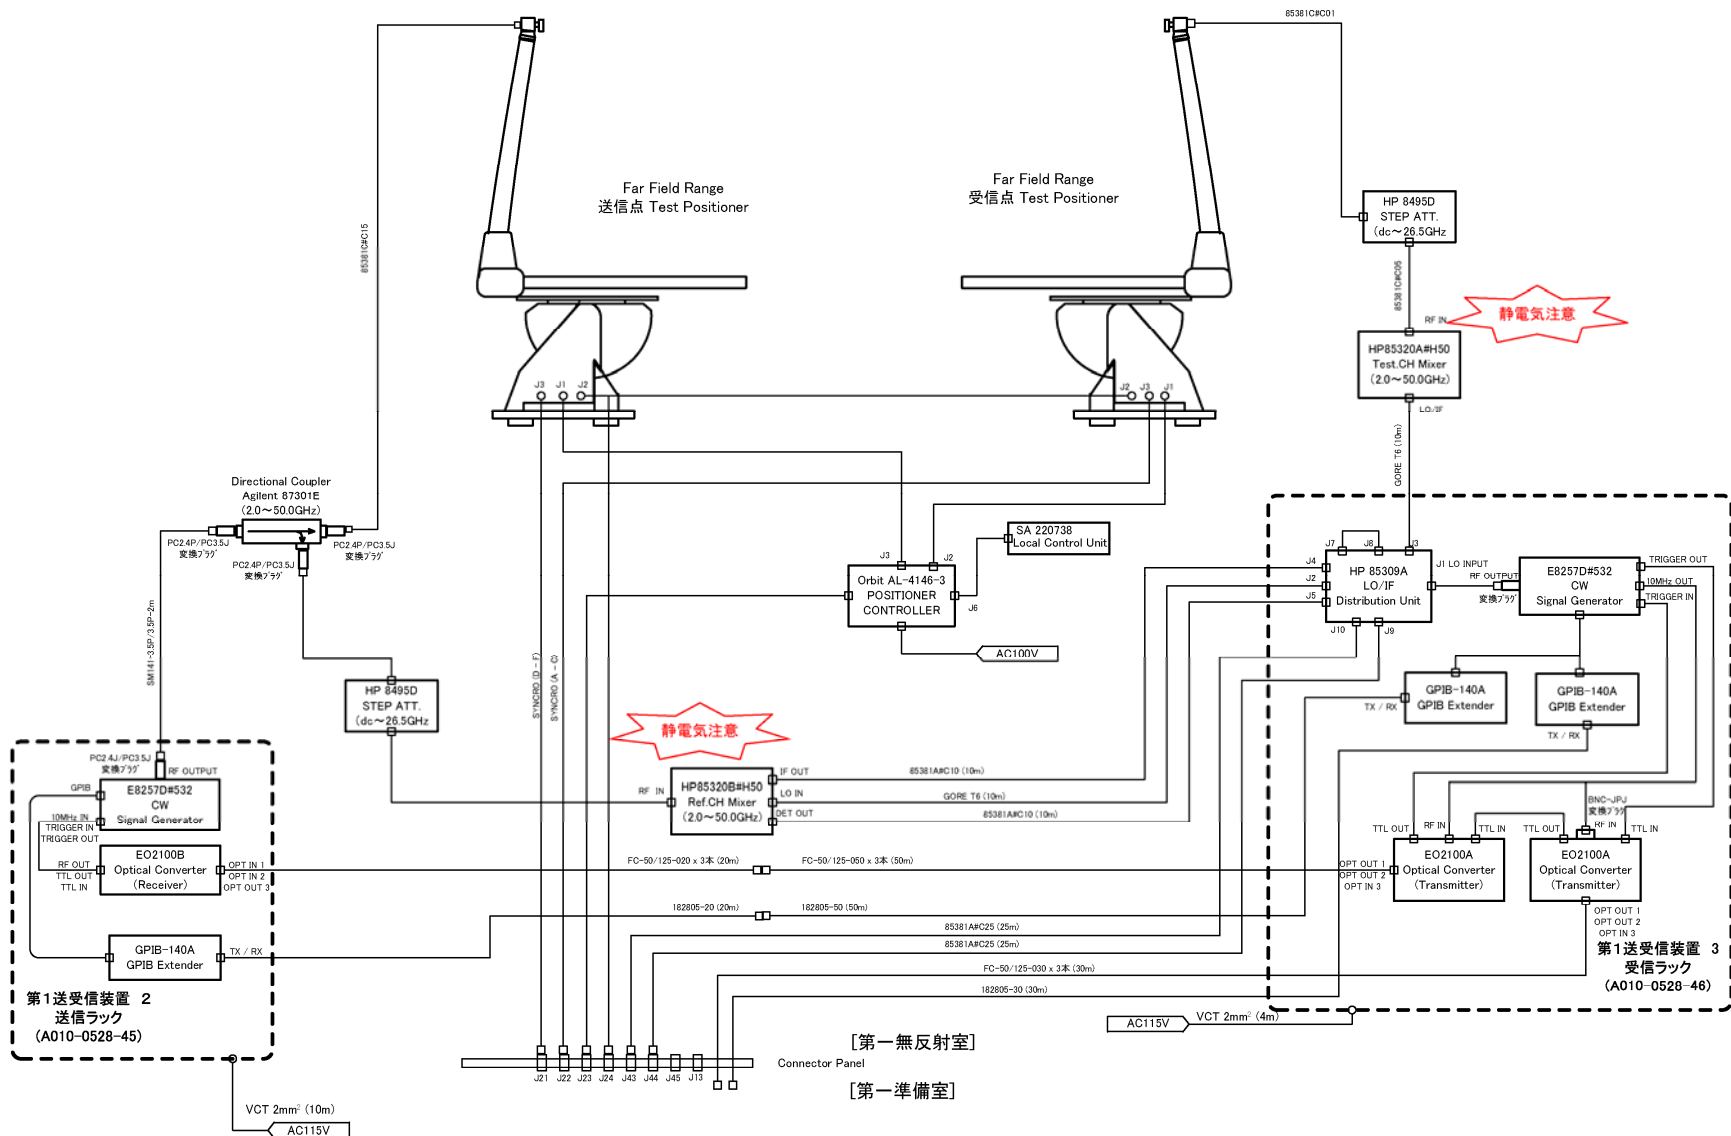 85381C#C01
85381C#C15
Far Field Range
送信点 Test Positioner
Far Field Range
受信点 Test Positioner
HP 8495D
STEP ATT.
(dc～26.5GHz
85381C#C05
静電気注意
RF IN
HP85320A#H50
Test.CH Mixer
(2.0～50.0GHz)
LO/IF
GORE T6 (10m)
J3
J1
J2
J2
J3
J1
Directional Coupler
Agilent 87301E
(2.0～50.0GHz)
PC2.4P/PC3.5J
変換プラグ
PC2.4P/PC3.5J
変換プラグ
PC2.4P/PC3.5J
変換プラグ
SM141-3.5P/3.5P-2m
HP 8495D
STEP ATT.
(dc～26.5GHz
SYNCRO (D - F)
SYNCRO (A - C)
J3
J2
Orbit AL-4146-3
POSITIONER
CONTROLLER
J6
SA 220738
Local Control Unit
AC100V
J7
J8
J3
J4
J2
J5
HP 85309A
LO/IF
Distribution Unit
J10
J9
J1 LO INPUT
RF OUTPUT
変換プラグ
E8257D#532
CW
Signal Generator
TRIGGER OUT
10MHz OUT
TRIGGER IN
GPIB-140A
GPIB Extender
TX / RX
GPIB-140A
GPIB Extender
TX / RX
静電気注意
RF IN
HP85320B#H50
Ref.CH Mixer
(2.0～50.0GHz)
IF OUT
LO IN
DET OUT
85381A#C10 (10m)
GORE T6 (10m)
85381A#C10 (10m)
PC2.4J/PC3.5J
変換プラグ
RF OUTPUT
GPIB
E8257D#532
CW
Signal Generator
10MHz IN
TRIGGER IN
TRIGGER OUT
RF OUT
TTL OUT
TTL IN
EO2100B
Optical Converter
(Receiver)
OPT IN 1
OPT IN 2
OPT OUT 3
FC-50/125-020 x 3本 (20m)
FC-50/125-050 x 3本 (50m)
BNC-JPJ
変換プラグ
TTL OUT
RF IN
TTL IN
TTL OUT
RF IN
TTL IN
OPT OUT 1
OPT OUT 2
OPT IN 3
EO2100A
Optical Converter
(Transmitter)
EO2100A
Optical Converter
(Transmitter)
OPT OUT 1
OPT OUT 2
OPT IN 3
182805-20 (20m)
182805-50 (50m)
GPIB-140A
GPIB Extender
TX / RX
85381A#C25 (25m)
85381A#C25 (25m)
FC-50/125-030 x 3本 (30m)
182805-30 (30m)
第1送受信装置 2
送信ラック
(A010-0528-45)
第1送受信装置 3
受信ラック
(A010-0528-46)
AC115V
VCT 2mm² (4m)
[第一無反射室]
Connector Panel
[第一準備室]
J21
J22
J23
J24
J43
J44
J45
J13
VCT 2mm² (10m)
AC115V